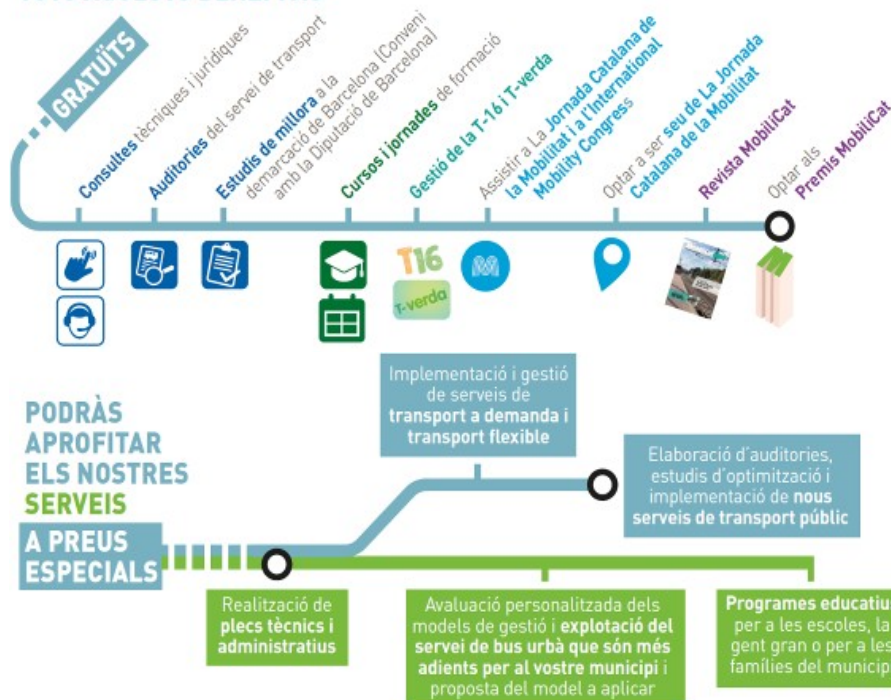 GRATUÏTS
Consultes tècniques i jurídiques
Auditories del servei de transport
Estudis de millora a la
demarcació de Barcelona (Conveni
amb la Diputació de Barcelona)
Cursos i jornades de formació
Gestió de la T-16 i T-verda
Assistir a La Jornada Catalana de
la Mobilitat i a l'International
Mobility Congress
Optar a ser seu de La Jornada
Catalana de la Mobilitat
Revista MobiliCat
Optar als
Premis MobiliCat
T16
T-verda
M
PODRÀS
APROFITAR
ELS NOSTRES
SERVEIS
A PREUS
ESPECIALS
Implementació i gestió
de serveis de
transport a demanda i
transport flexible
Elaboració d'auditories,
estudis d'optimització i
implementació de nous
serveis de transport públic
Realització de
plecs tècnics i
administratius
Avaluació personalitzada dels
models de gestió i explotació del
servei de bus urbà que són més
adients per al vostre municipi i
proposta del model a aplicar
Programes educatiu
per a les escoles, la
gent gran o per a les
famílies del municipi